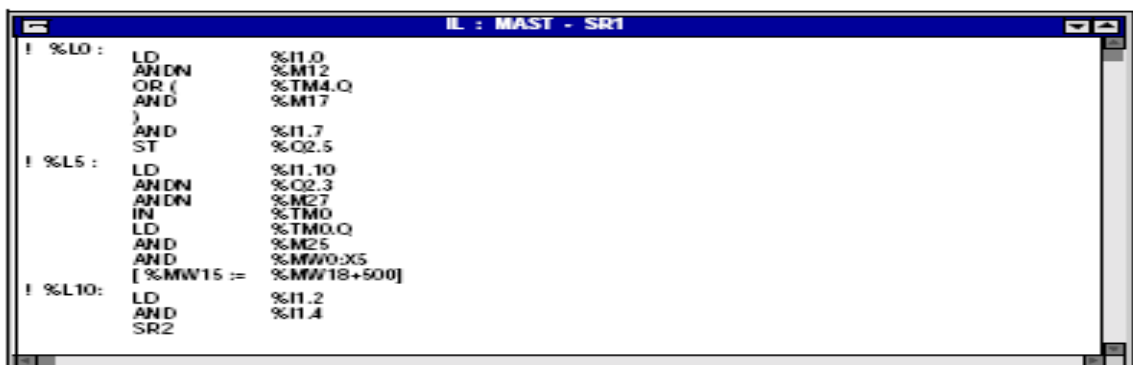 IL : MAST - SR1
! %L0 :
LD %I1.0
ANDN %M12
OR ( %TM4.Q
AND %M17
)
AND %I1.7
ST %Q2.5
! %L5 :
LD %I1.10
ANDN %Q2.3
ANDN %M27
IN %TM0
LD %TM0.Q
AND %M25
AND %MW0:X5
[ %MW15 := %MW18+500]
! %L10:
LD %I1.2
AND %I1.4
SR2